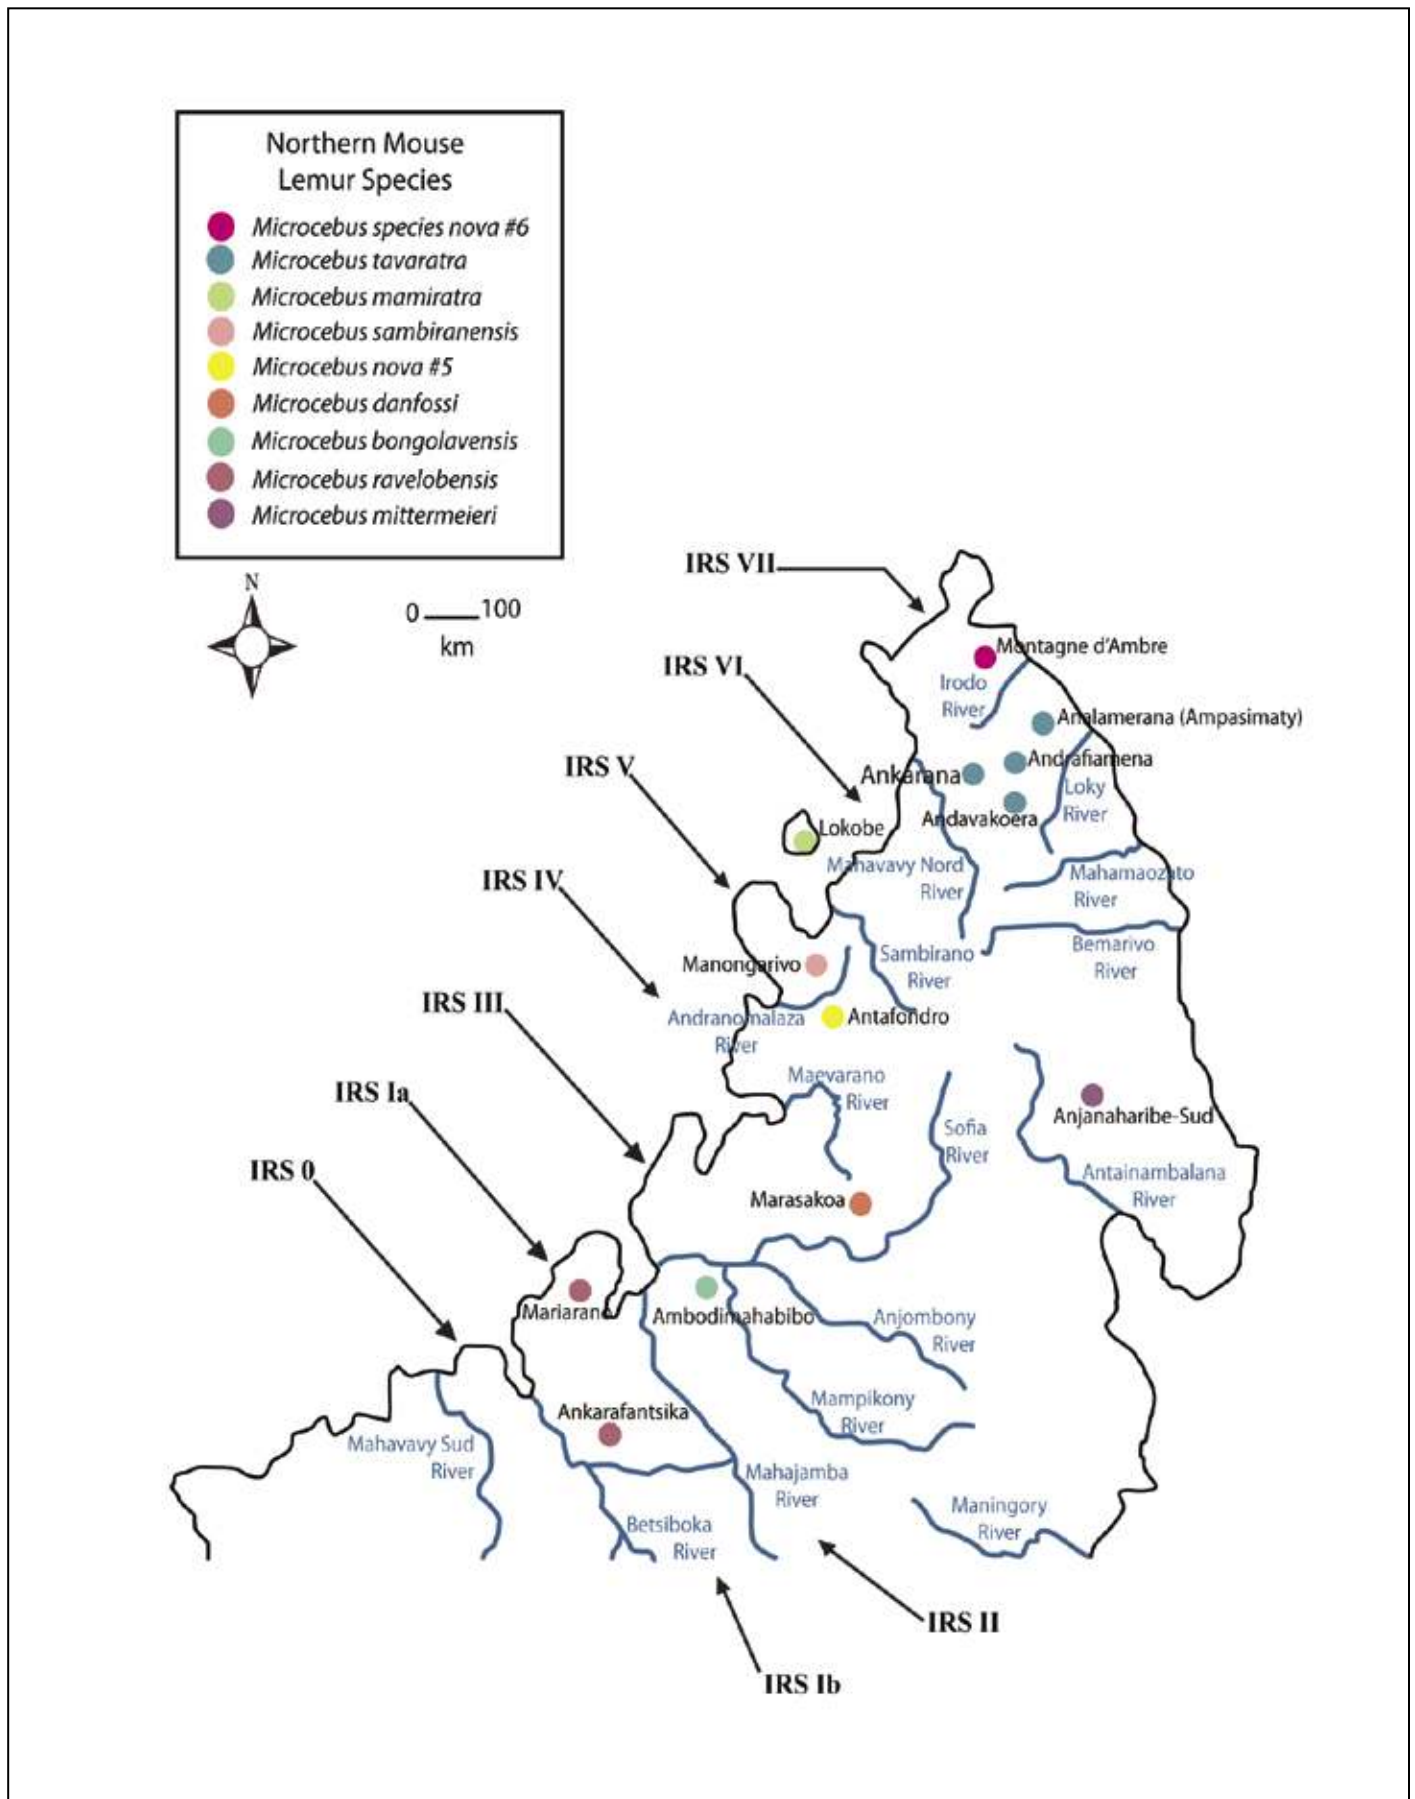 Northern Mouse
Lemur Species
Microcebus species nova #6
Microcebus tavaratra
Microcebus mamiratra
Microcebus sambiranensis
Microcebus nova #5
Microcebus danfossi
Microcebus bongolavensis
Microcebus ravelobensis
Microcebus mittermeieri
N
0 100
km
IRS VII
Montagne d'Ambre
IRS VI
Irodo
River
Analamerana (Ampasimaty)
IRS V
Andrafiamena
Ankarana
Loky
River
Andavakoera
Lokobe
IRS IV
Mahavavy Nord
River
Mahamaozato
River
Bemarivo
River
Sambirano
River
Manongarivo
IRS III
Andranomalaza
River
Antafondro
Maevarano
River
IRS Ia
Anjanaharibe-Sud
Sofia
River
IRS 0
Antainambalana
River
Marasakoa
Mariarano
Ambodimahabibo
Anjombony
River
Mampikony
River
Ankarafantsika
Mahavavy Sud
River
Mahajamba
River
Maningory
River
Betsiboka
River
IRS II
IRS Ib